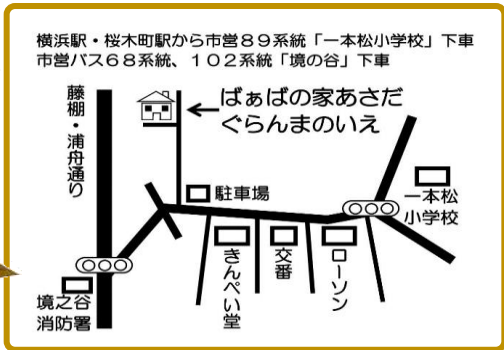 横浜駅・桜木町駅から市営８９系統「一本松小学校」下車
市営バス６８系統、１０２系統「境の谷」下車
藤棚・浦舟通り
ばぁばの家あさだ
ぐらんまのいえ
駐車場
一本松
小学校
きんぺい堂
交番
ローソン
境之谷
消防署